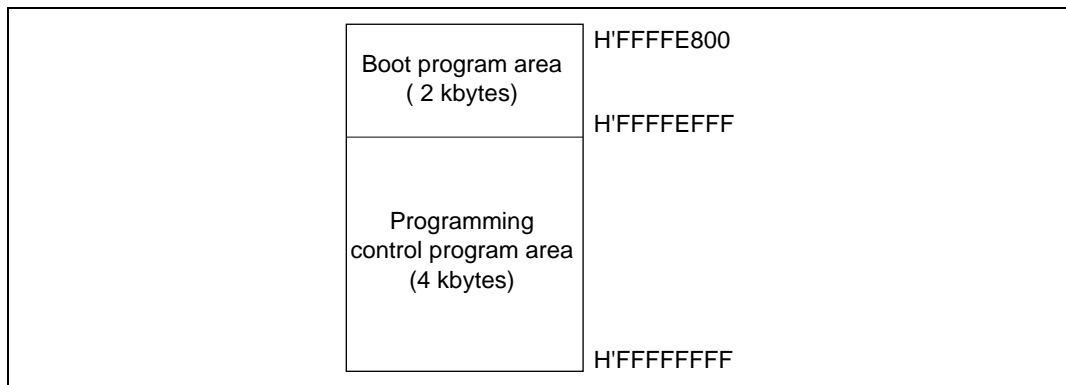 H'FFFFE800
Boot program area
( 2 kbytes)
H'FFFFEFFF
Programming
control program area
(4 kbytes)
H'FFFFFFFF